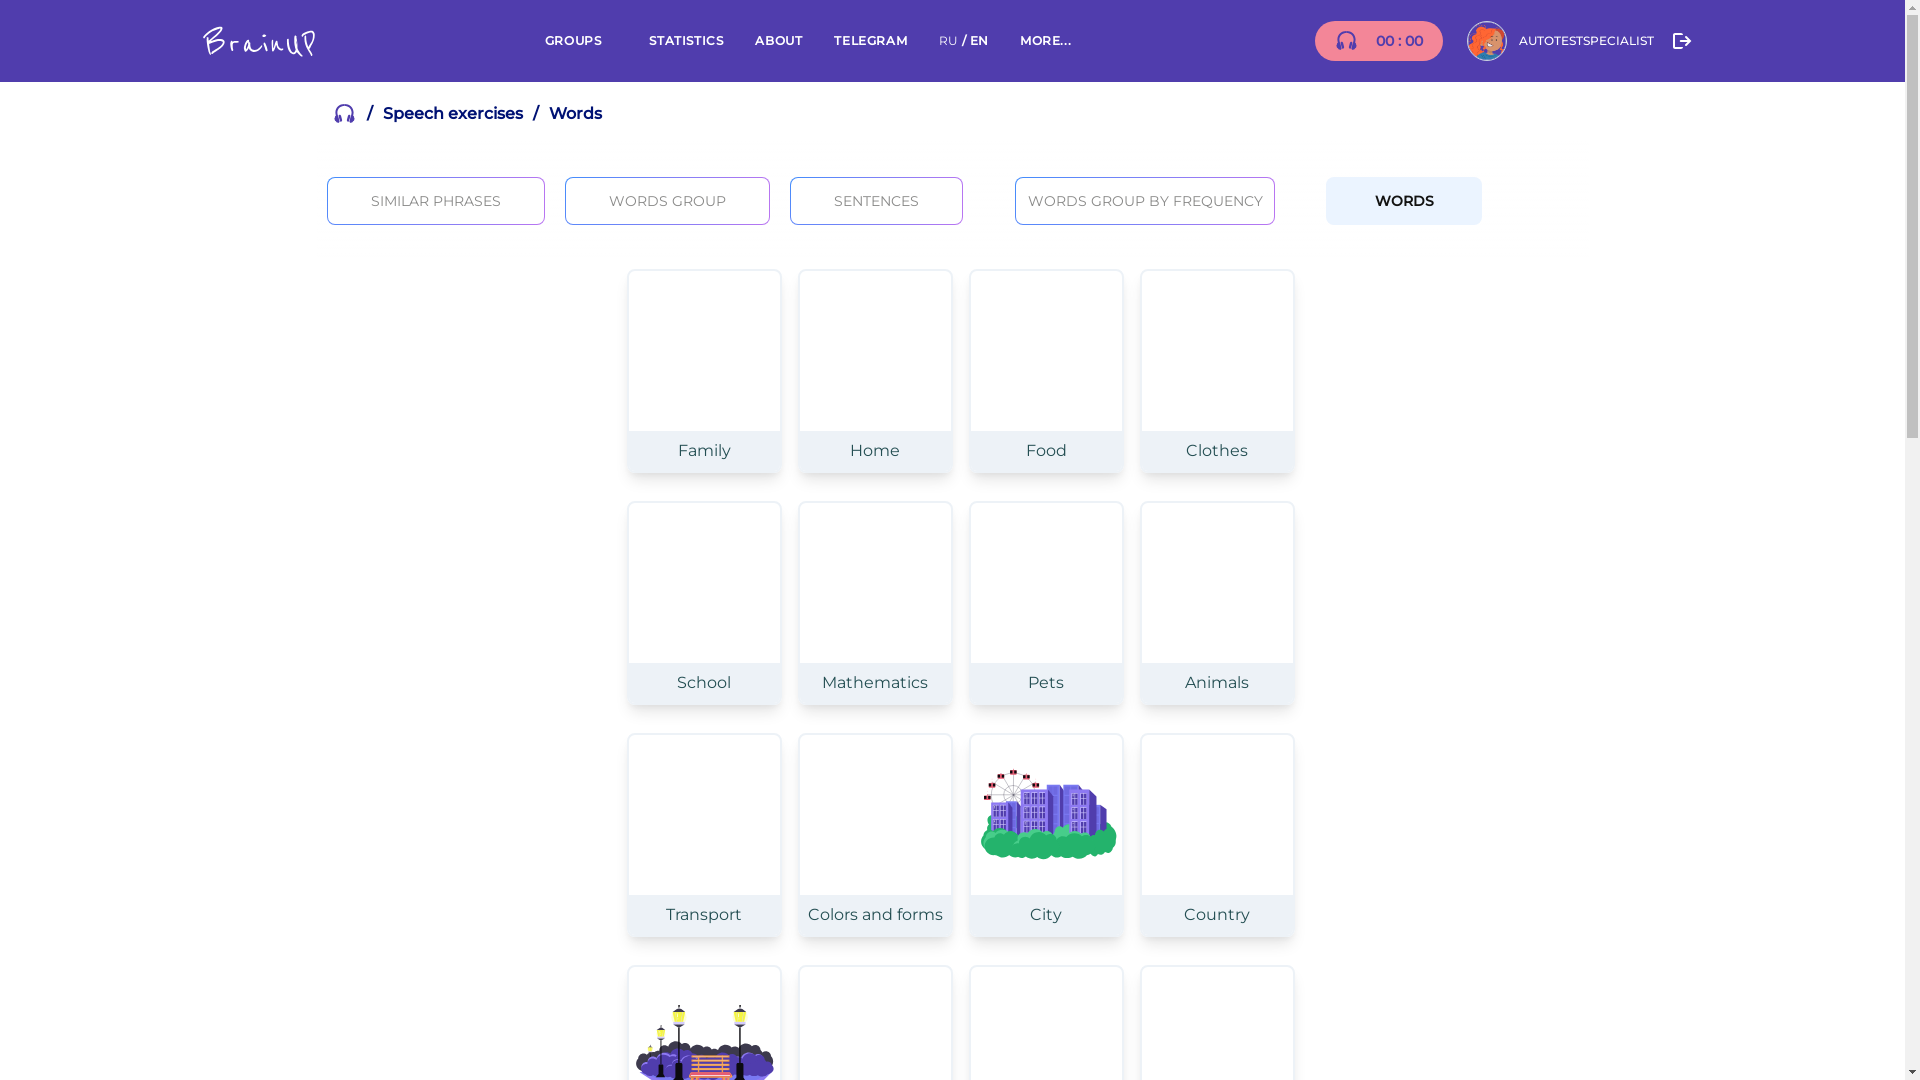 BrainUP GROUPS STATISTICS ABOUT TELEGRAM RU / EN MORE... 00 : 00 AUTOTESTSPECIALIST
/ Speech exercises / Words
SIMILAR PHRASES WORDS GROUP SENTENCES WORDS GROUP BY FREQUENCY WORDS
Family Home Food Clothes
School Mathematics Pets Animals
Transport Colors and forms City Country